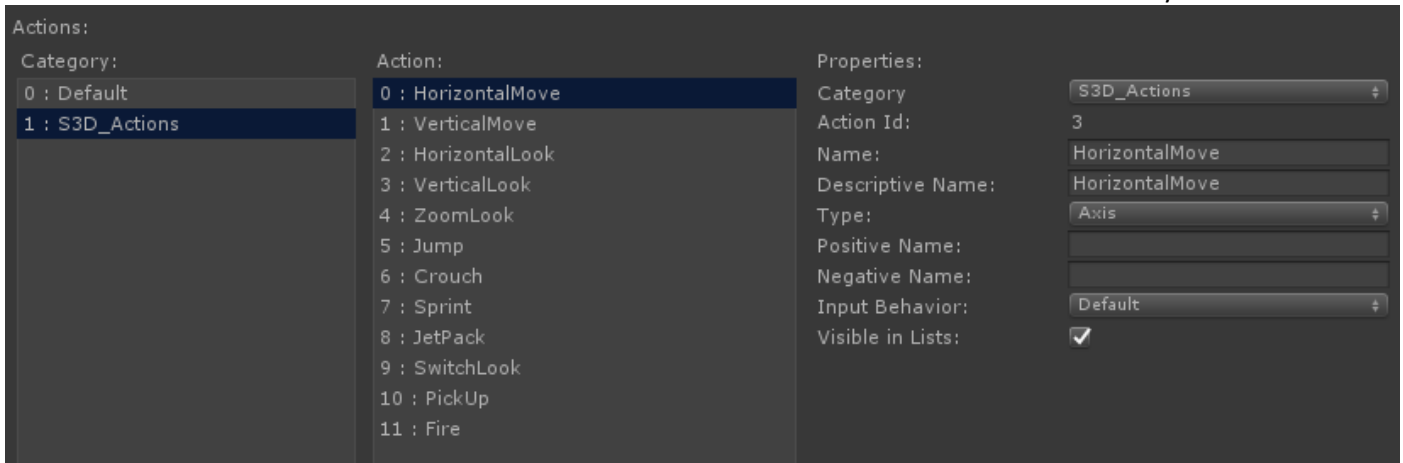 Actions:
Category:
0 : Default
1 : S3D_Actions
Action:
0 : HorizontalMove
1 : VerticalMove
2 : HorizontalLook
3 : VerticalLook
4 : ZoomLook
5 : Jump
6 : Crouch
7 : Sprint
8 : JetPack
9 : SwitchLook
10 : PickUp
11 : Fire
Properties:
Category S3D_Actions
Action Id: 3
Name: HorizontalMove
Descriptive Name: HorizontalMove
Type: Axis
Positive Name:
Negative Name:
Input Behavior: Default
Visible in Lists: